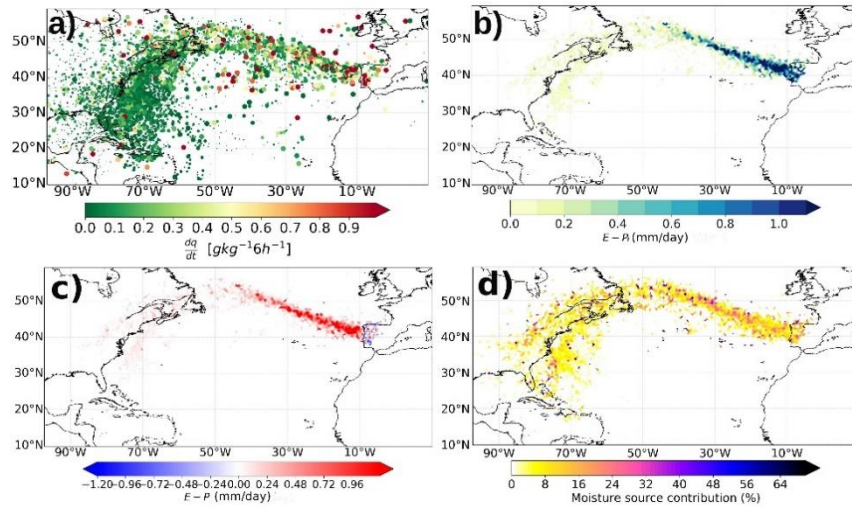 a)
50°N
40°N
30°N
20°N
10°N
90°W 70°W 50°W 30°W 10°W
0.0 0.1 0.2 0.3 0.4 0.5 0.6 0.7 0.8 0.9
dq/dt [gkg⁻¹6h⁻¹]
b)
50°N
40°N
30°N
20°N
10°N
90°W 70°W 50°W 30°W 10°W
0.0 0.2 0.4 0.6 0.8 1.0
E − Pᵢ(mm/day)
c)
50°N
40°N
30°N
20°N
10°N
90°W 70°W 50°W 30°W 10°W
−1.20−0.96−0.72−0.48−0.240.00 0.24 0.48 0.72 0.96
E − P (mm/day)
d)
50°N
40°N
30°N
20°N
10°N
90°W 70°W 50°W 30°W 10°W
0 8 16 24 32 40 48 56 64
Moisture source contribution (%)